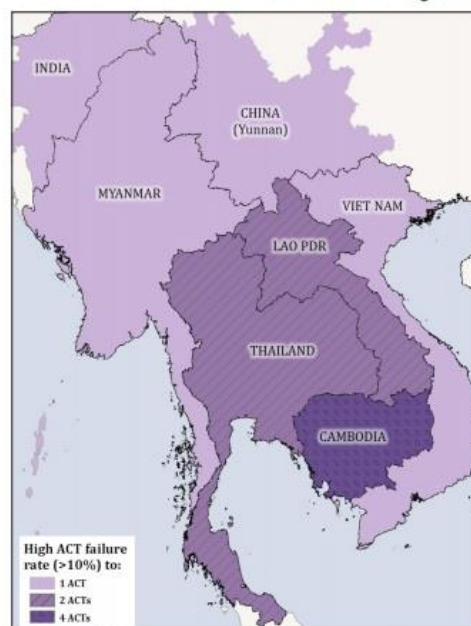 INDIA
CHINA
(Yunnan)
MYANMAR
VIET NAM
LAO PDR
THAILAND
CAMBODIA
High ACT failure
rate (>10%) to:
1 ACT
2 ACTs
4 ACTs